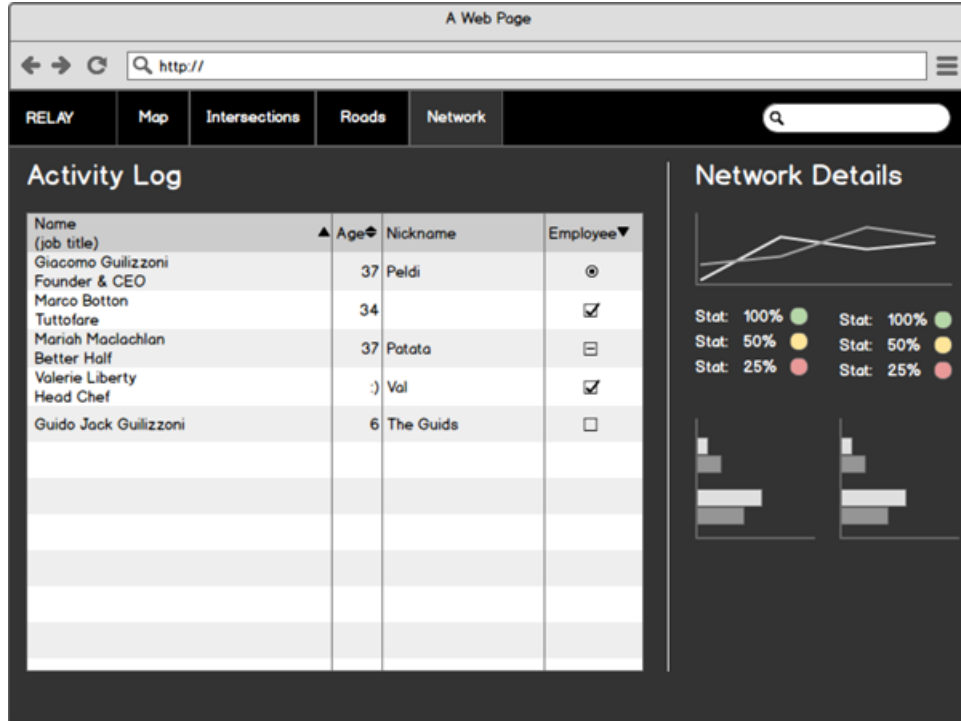 A Web Page
http://
RELAY Map Intersections Roads Network
Activity Log
Name
(job title)
Age Nickname Employee
Giacomo Guilizzoni
Founder & CEO
37 Peldi
Marco Botton
Tuttofare
34
Mariah Maclachlan
Better Half
37 Patata
Valerie Liberty
Head Chef
:) Val
Guido Jack Guilizzoni 6 The Guids
Network Details
Stat: 100%
Stat: 50%
Stat: 25%
Stat: 100%
Stat: 50%
Stat: 25%